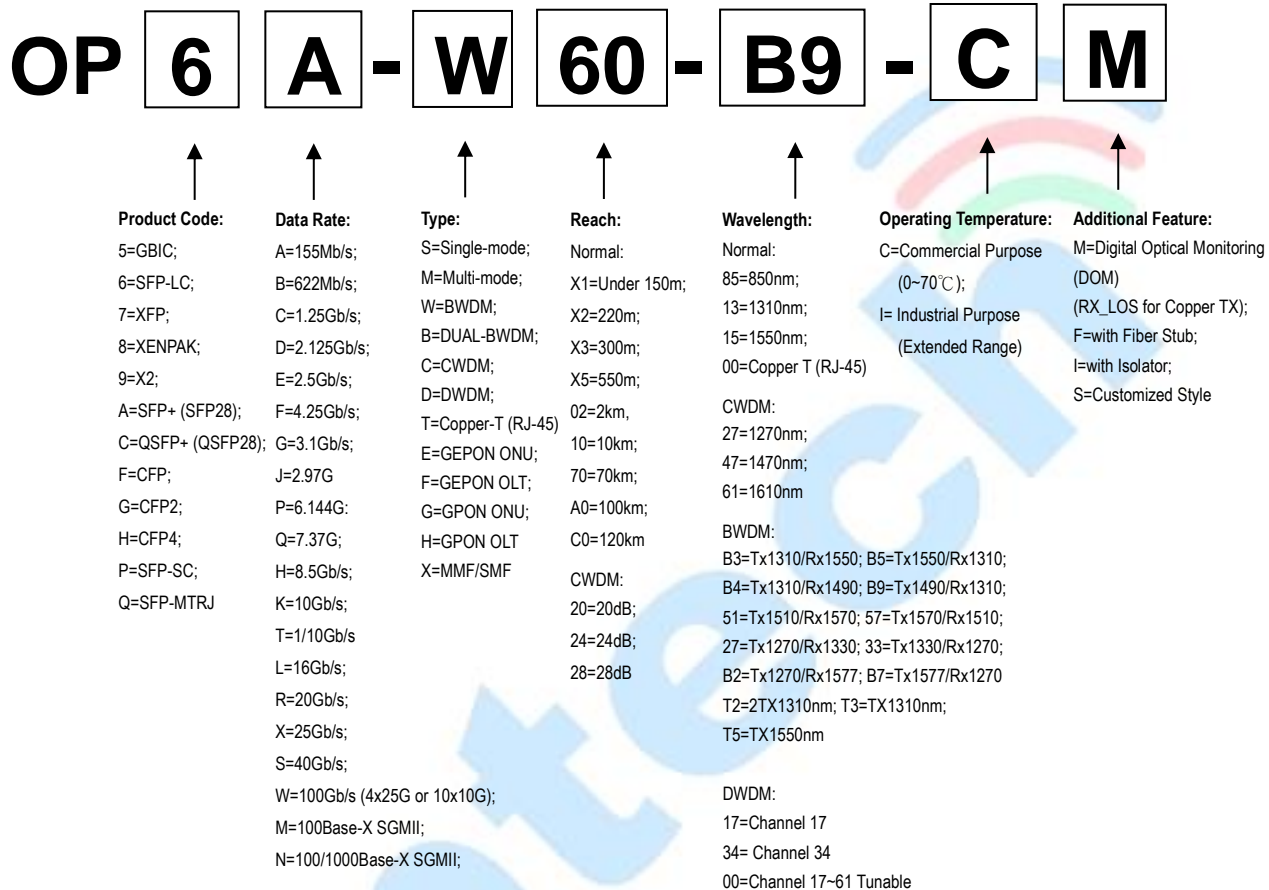 OP 6 A - W 60 - B9 - C M
Product Code:
5=GBIC;
6=SFP-LC;
7=XFP;
8=XENPAK;
9=X2;
A=SFP+ (SFP28);
C=QSFP+ (QSFP28);
F=CFP;
G=CFP2;
H=CFP4;
P=SFP-SC;
Q=SFP-MTRJ
Data Rate:
A=155Mb/s;
B=622Mb/s;
C=1.25Gb/s;
D=2.125Gb/s;
E=2.5Gb/s;
F=4.25Gb/s;
G=3.1Gb/s;
J=2.97G
P=6.144G:
Q=7.37G;
H=8.5Gb/s;
K=10Gb/s;
T=1/10Gb/s
L=16Gb/s;
R=20Gb/s;
X=25Gb/s;
S=40Gb/s;
W=100Gb/s (4x25G or 10x10G);
M=100Base-X SGMII;
N=100/1000Base-X SGMII;
Type:
S=Single-mode;
M=Multi-mode;
W=BWDM;
B=DUAL-BWDM;
C=CWDM;
D=DWDM;
T=Copper-T (RJ-45)
E=GEPON ONU;
F=GEPON OLT;
G=GPON ONU;
H=GPON OLT
X=MMF/SMF
Reach:
Normal:
X1=Under 150m;
X2=220m;
X3=300m;
X5=550m;
02=2km,
10=10km;
70=70km;
A0=100km;
C0=120km
CWDM:
20=20dB;
24=24dB;
28=28dB
Wavelength:
Normal:
85=850nm;
13=1310nm;
15=1550nm;
00=Copper T (RJ-45)
CWDM:
27=1270nm;
47=1470nm;
61=1610nm
BWDM:
B3=Tx1310/Rx1550; B5=Tx1550/Rx1310;
B4=Tx1310/Rx1490; B9=Tx1490/Rx1310;
51=Tx1510/Rx1570; 57=Tx1570/Rx1510;
27=Tx1270/Rx1330; 33=Tx1330/Rx1270;
B2=Tx1270/Rx1577; B7=Tx1577/Rx1270
T2=2TX1310nm; T3=TX1310nm;
T5=TX1550nm
DWDM:
17=Channel 17
34= Channel 34
00=Channel 17~61 Tunable
Operating Temperature:
C=Commercial Purpose
(0~70℃);
I= Industrial Purpose
(Extended Range)
Additional Feature:
M=Digital Optical Monitoring
(DOM)
(RX_LOS for Copper TX);
F=with Fiber Stub;
I=with Isolator;
S=Customized Style